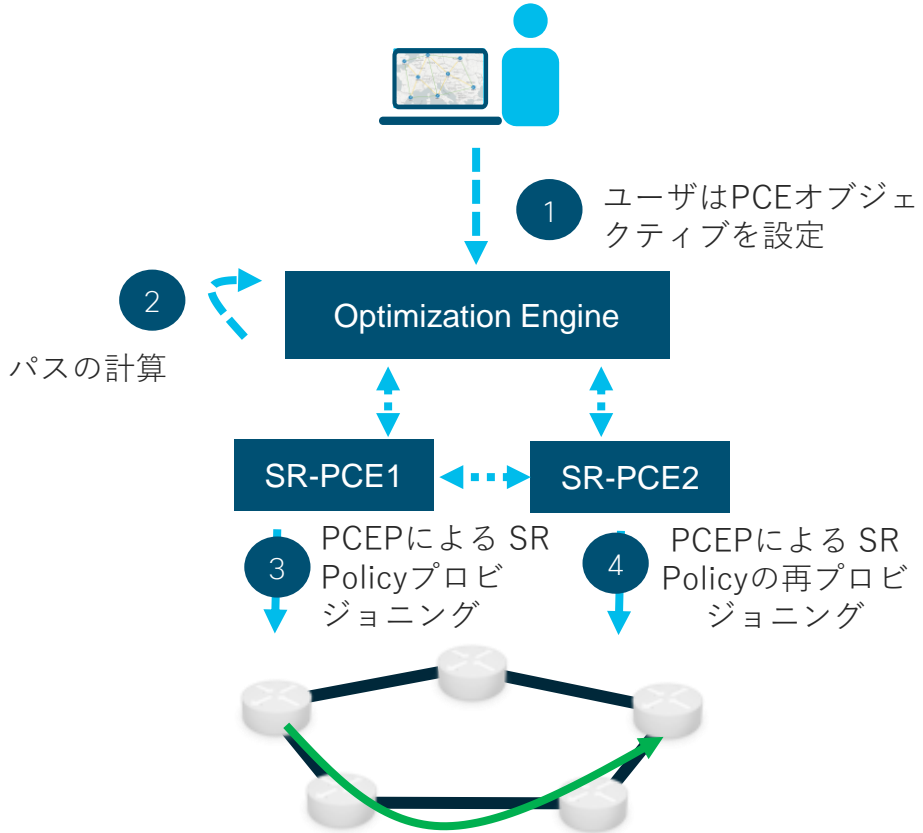 1
ユーザはPCEオブジェ
クティブを設定
2
パスの計算
Optimization Engine
SR-PCE1
SR-PCE2
3
PCEPによる SR
Policyプロビ
ジョニング
4
PCEPによる SR
Policyの再プロビ
ジョニング